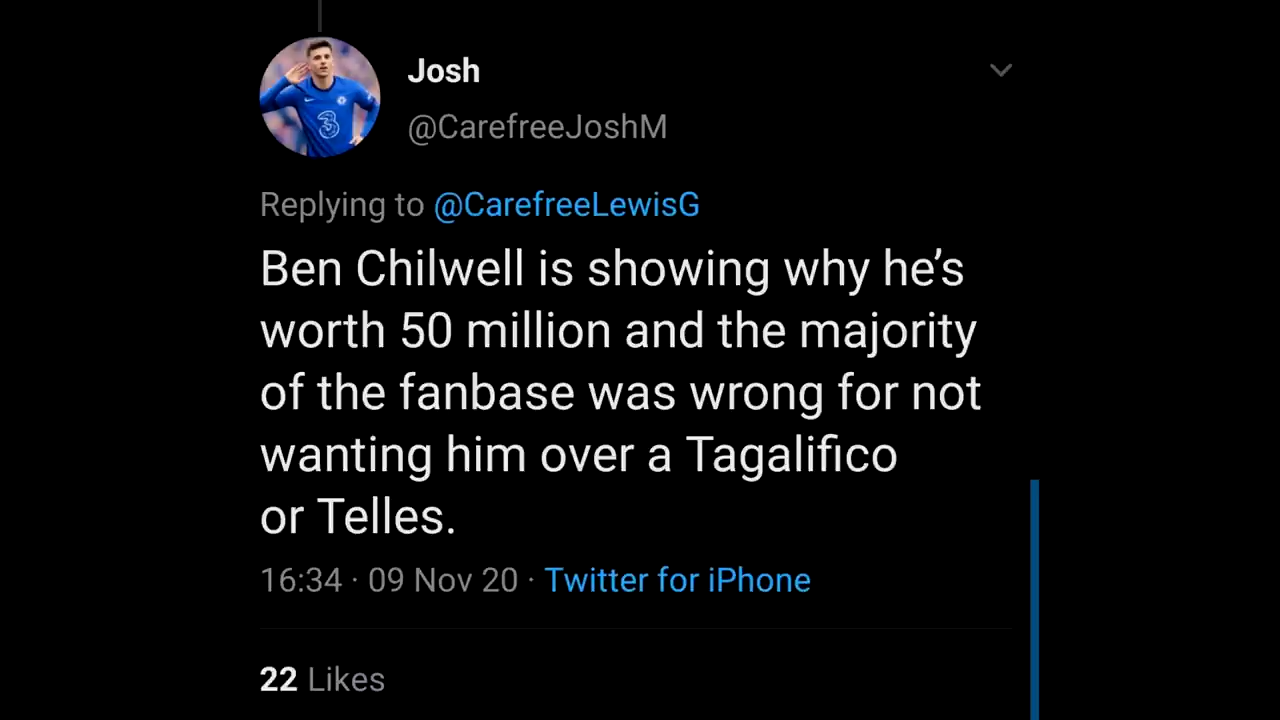 Josh
@CarefreeJoshM
Replying to @CarefreeLewisG
Ben Chilwell is showing why he’s
worth 50 million and the majority
of the fanbase was wrong for not
wanting him over a Tagalifico
or Telles.
16:34 · 09 Nov 20 · Twitter for iPhone
22 Likes